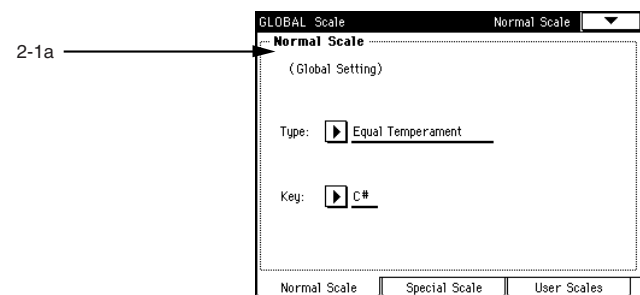 GLOBAL Scale Normal Scale
2-1a
Normal Scale
(Global Setting)
Type: Equal Temperament
Key: C#
Normal Scale Special Scale User Scales